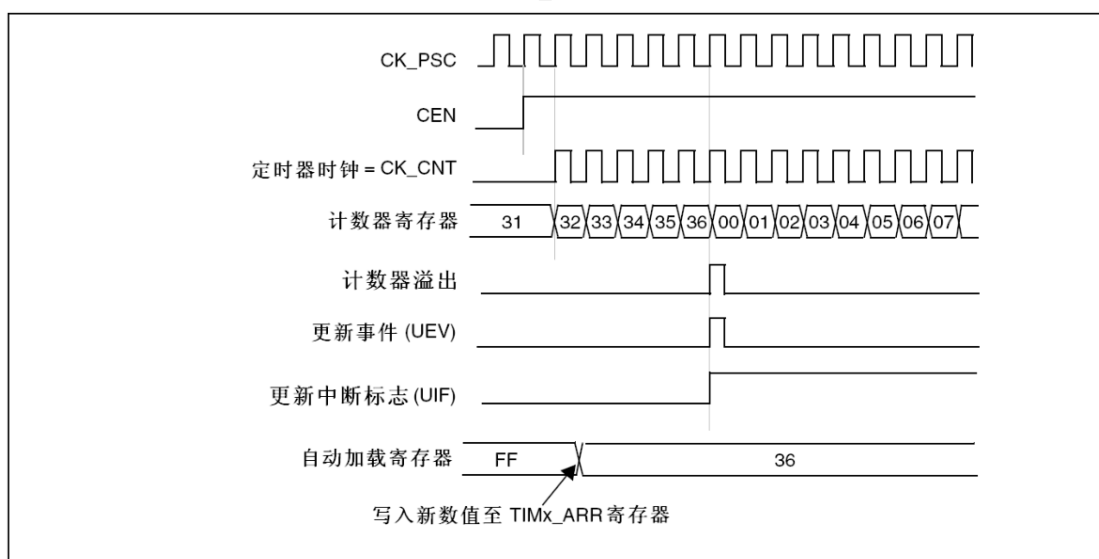 CK_PSC
CEN
定时器时钟 = CK_CNT
计数器寄存器 31 32 33 34 35 36 00 01 02 03 04 05 06 07
计数器溢出
更新事件 (UEV)
更新中断标志 (UIF)
自动加载寄存器 FF 36
写入新数值至 TIMx_ARR 寄存器